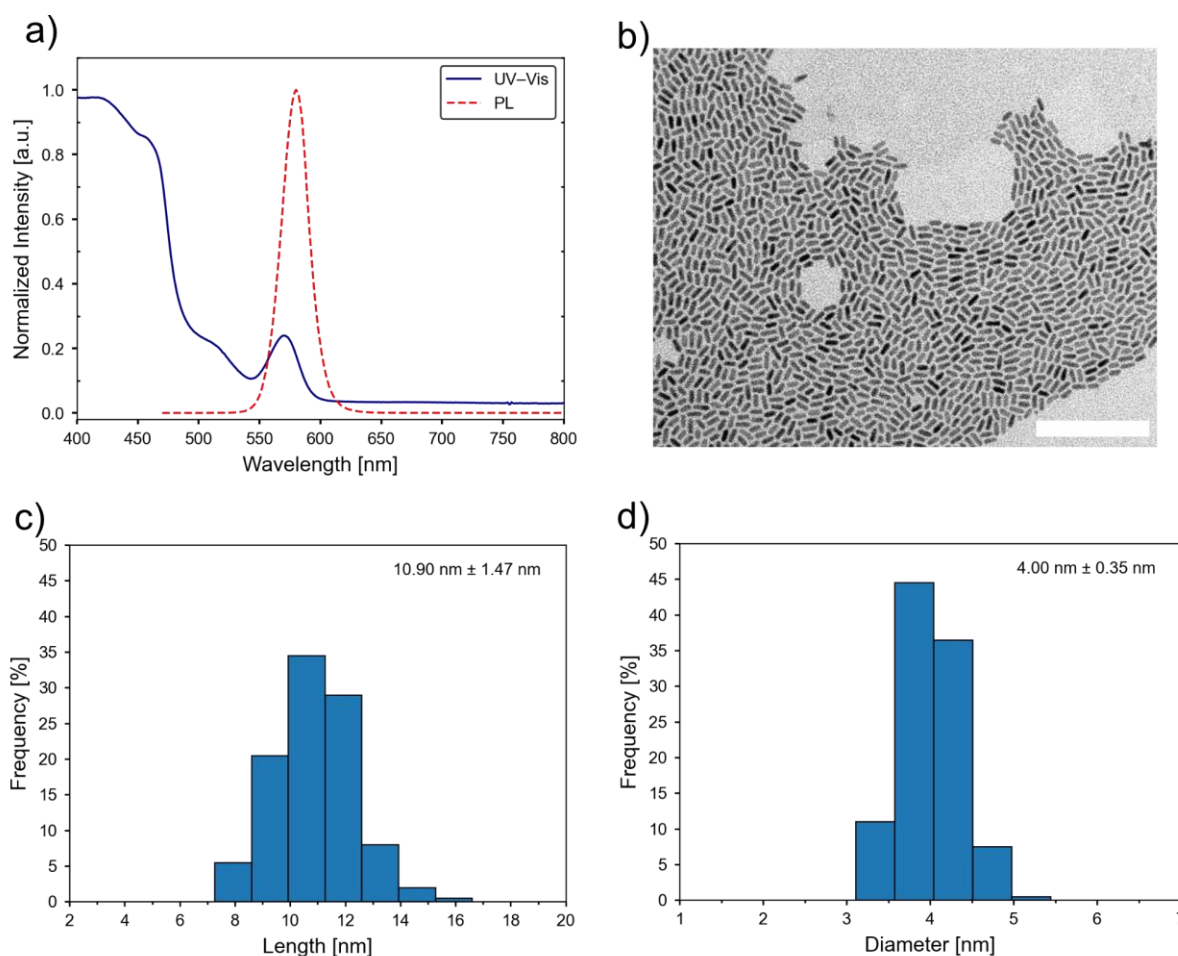 a)
Normalized Intensity [a.u.]
1.0
0.8
0.6
0.4
0.2
0.0
UV–Vis
PL
400 450 500 550 600 650 700 750 800
Wavelength [nm]
b)
c)
Frequency [%]
50
45
40
35
30
25
20
15
10
5
0
10.90 nm ± 1.47 nm
2 4 6 8 10 12 14 16 18 20
Length [nm]
d)
Frequency [%]
50
45
40
35
30
25
20
15
10
5
0
4.00 nm ± 0.35 nm
1 2 3 4 5 6
Diameter [nm]